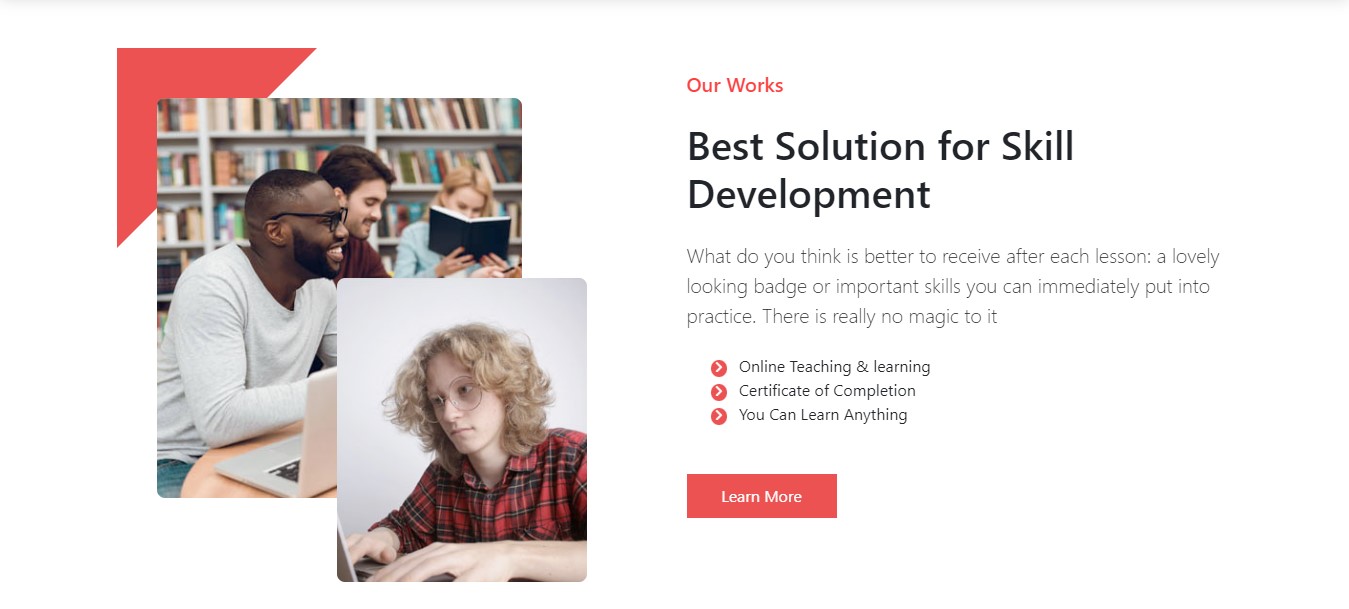 Our Works
Best Solution for Skill
Development
What do you think is better to receive after each lesson: a lovely
looking badge or important skills you can immediately put into
practice. There is really no magic to it
Online Teaching & learning
Certificate of Completion
You Can Learn Anything
Learn More